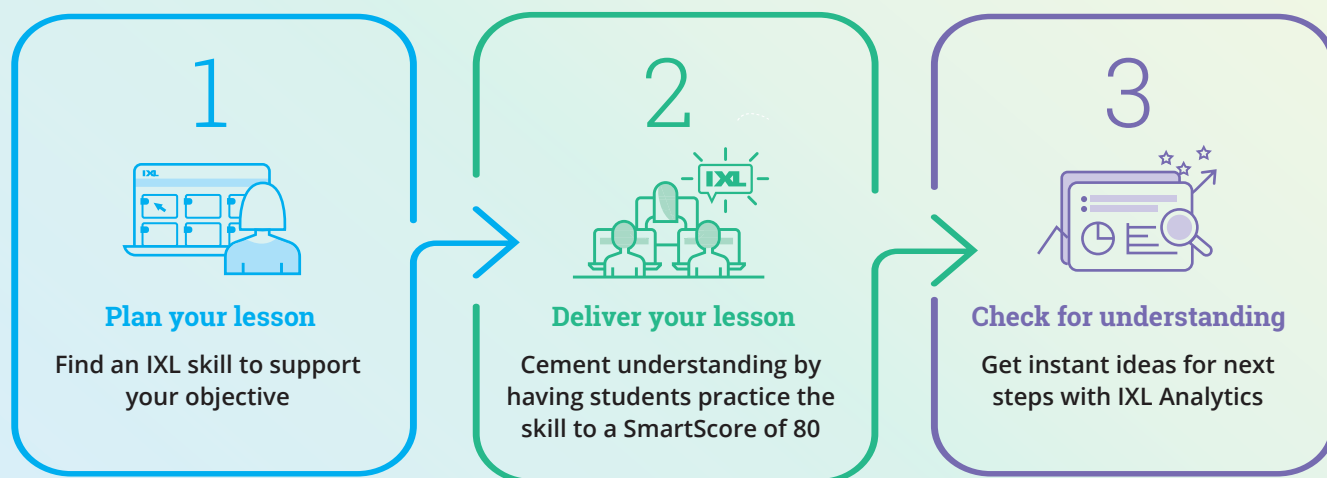 1
IXL
Plan your lesson
Find an IXL skill to support
your objective
2
IXL
Deliver your lesson
Cement understanding by
having students practice the
skill to a SmartScore of 80
3
Check for understanding
Get instant ideas for next
steps with IXL Analytics